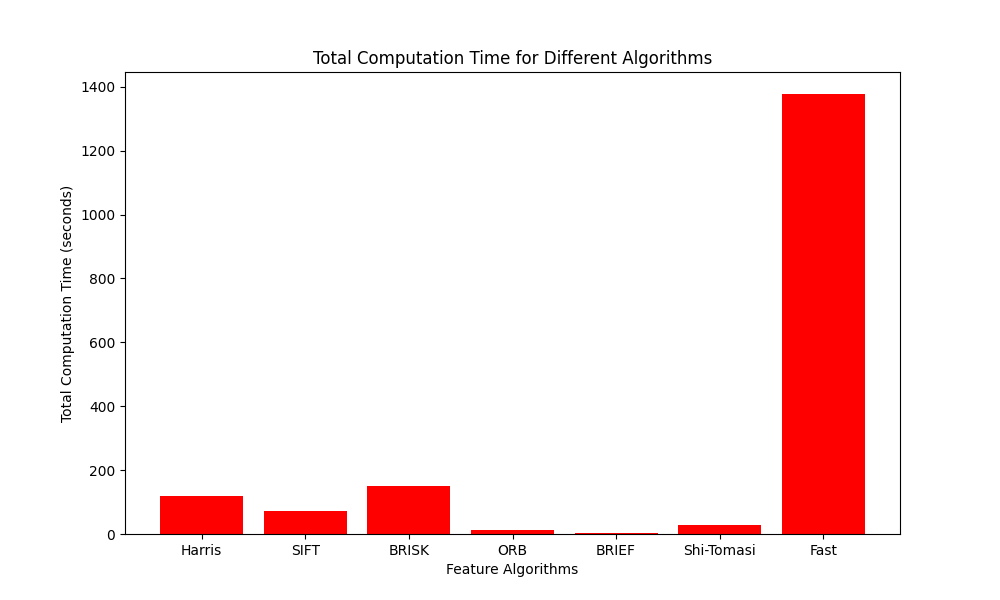 Total Computation Time for Different Algorithms
Total Computation Time (seconds)
1400
1200
1000
800
600
400
200
0
Harris SIFT BRISK ORB BRIEF Shi-Tomasi Fast
Feature Algorithms